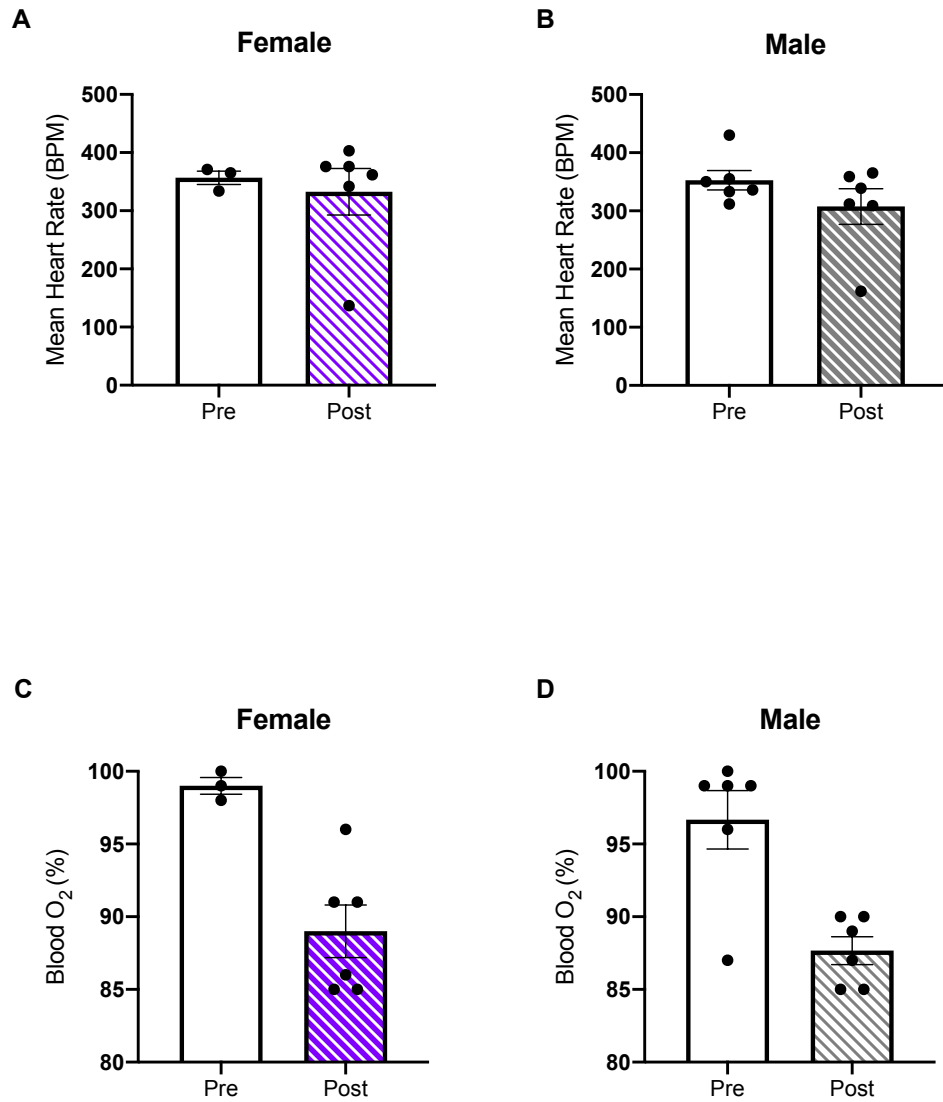 A
Female
Mean Heart Rate (BPM)
500
400
300
200
100
0
Pre Post
B
Male
Mean Heart Rate (BPM)
500
400
300
200
100
0
Pre Post
C
Female
Blood O₂ (%)
100
95
90
85
80
Pre Post
D
Male
Blood O₂ (%)
100
95
90
85
80
Pre Post